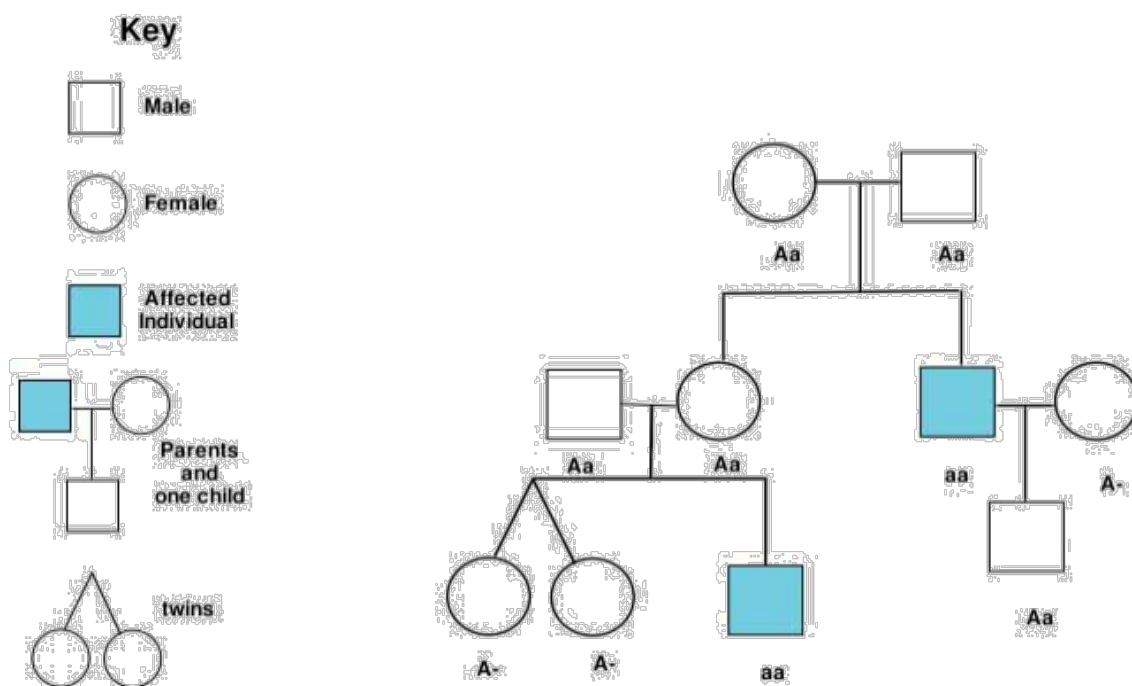 Key
Male
Female
Affected
Individual
Parents
and
one child
twins
Aa
Aa
Aa
Aa
aa
A-
A-
A-
aa
Aa